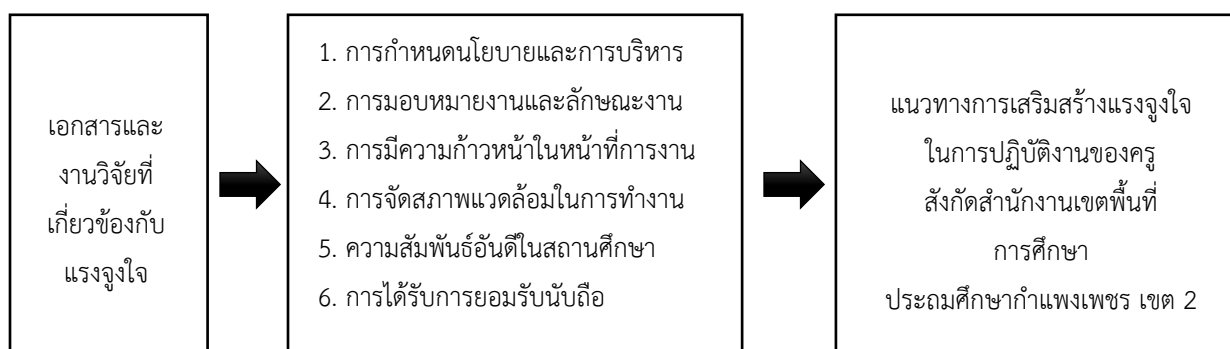 เอกสารและ
งานวิจัยที่
เกี่ยวข้องกับ
แรงจูงใจ
1. การกำหนดนโยบายและการบริหาร
2. การมอบหมายงานและลักษณะงาน
3. การมีความก้าวหน้าในหน้าที่การงาน
4. การจัดสภาพแวดล้อมในการทำงาน
5. ความสัมพันธ์อันดีในสถานศึกษา
6. การได้รับการยอมรับนับถือ
แนวทางการเสริมสร้างแรงจูงใจ
ในการปฏิบัติงานของครู
สังกัดสำนักงานเขตพื้นที่
การศึกษา
ประถมศึกษากำแพงเพชร เขต 2